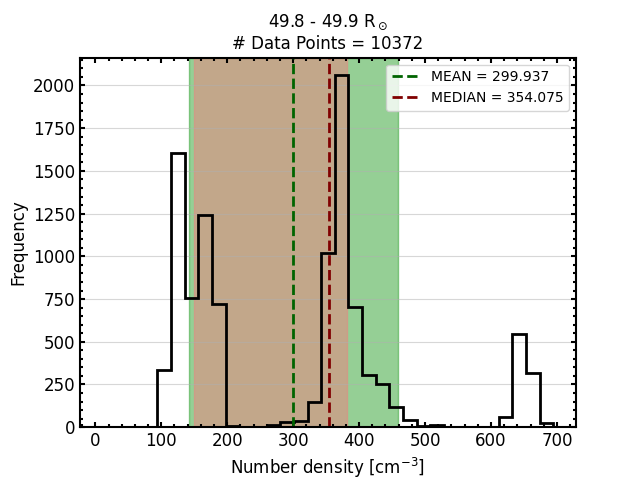 49.8 - 49.9 R⊙
# Data Points = 10372
MEAN = 299.937
MEDIAN = 354.075
Frequency
2000
1750
1500
1250
1000
750
500
250
0
0 100 200 300 400 500 600 700
Number density [cm⁻³]